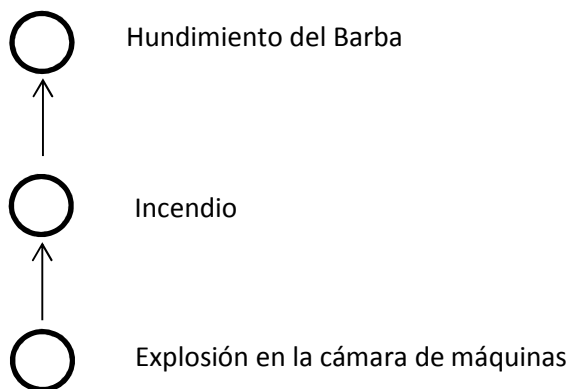 Hundimiento del Barba
Incendio
Explosión en la cámara de máquinas